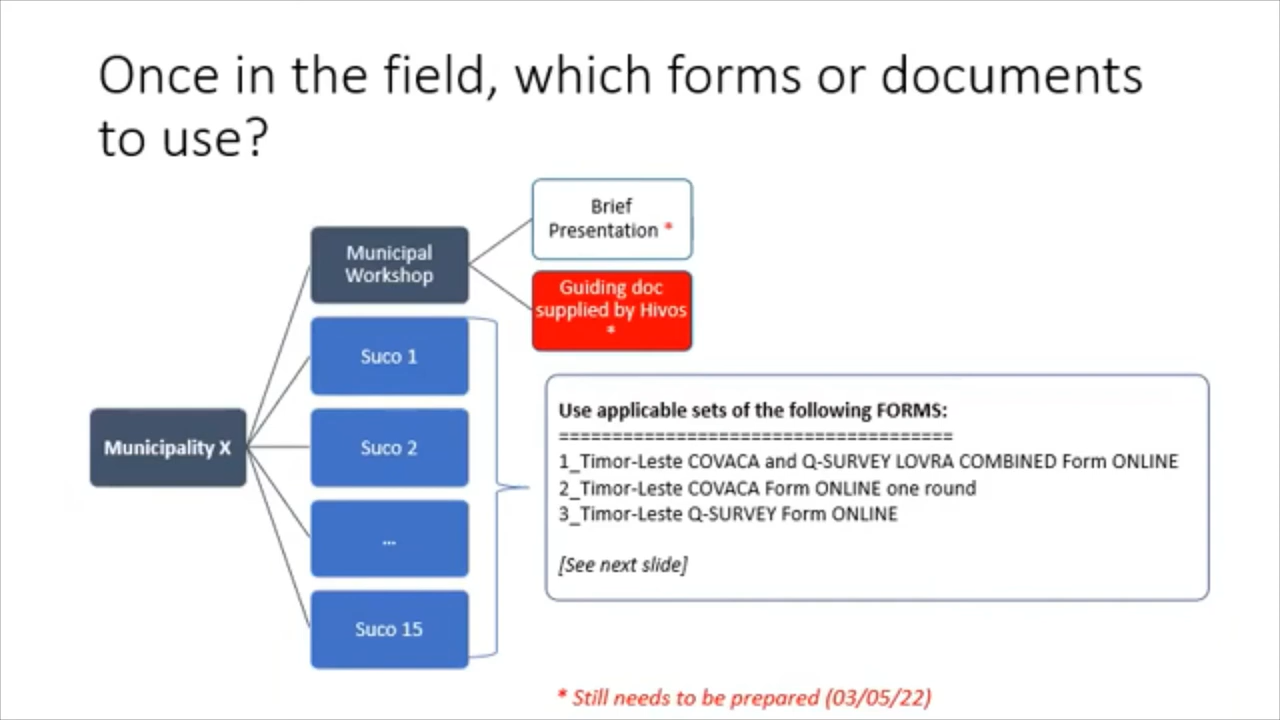 Once in the field, which forms or documents
to use?
Brief
Presentation *
Municipal
Workshop
Guiding doc
supplied by Hivos
*
Suco 1
Municipality X
Suco 2
...
Suco 15
Use applicable sets of the following FORMS:
=====================================
1_Timor-Leste COVACA and Q-SURVEY LOVRA COMBINED Form ONLINE
2_Timor-Leste COVACA Form ONLINE one round
3_Timor-Leste Q-SURVEY Form ONLINE
[See next slide]
* Still needs to be prepared (03/05/22)